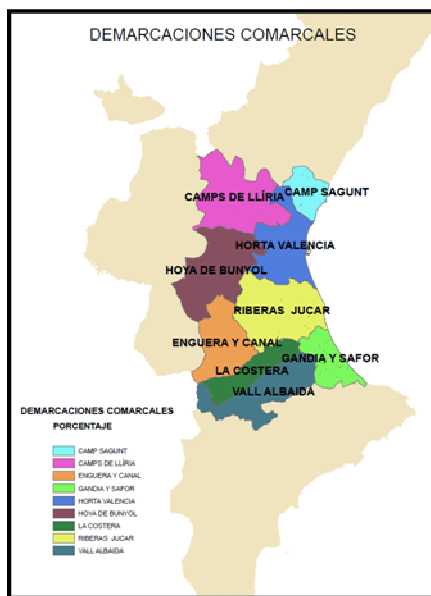 DEMARCACIONES COMARCALES
CAMP SAGUNT
CAMPS DE LLÍRIA
HORTA VALENCIA
HOYA DE BUNYOL
RIBERAS JUCAR
ENGUERA Y CANAL
GANDIA Y SAFOR
LA COSTERA
VALL ALBAIDA
DEMARCACIONES COMARCALES
PORCENTAJE
CAMP SAGUNT
CAMPS DE LLÍRIA
ENGUERA Y CANAL
GANDIA Y SAFOR
HORTA VALENCIA
HOYA DE BUNYOL
LA COSTERA
RIBERAS JUCAR
VALL ALBAIDA